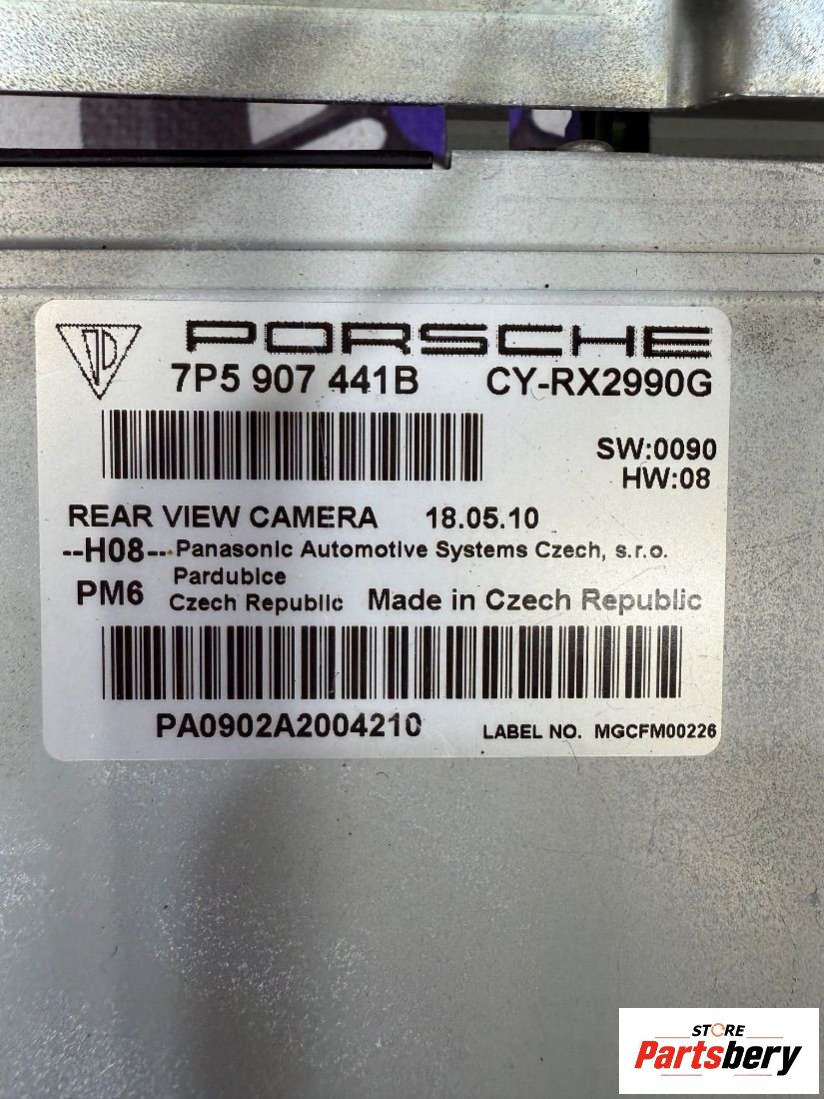 PORSCHE
7P5 907 441B CY-RX2990G
SW:0090
HW:08
REAR VIEW CAMERA 18.05.10
--H08-- Panasonic Automotive Systems Czech, s.r.o.
Pardubice
PM6 Czech Republic Made in Czech Republic
PA0902A2004210 LABEL NO. MGCFM00226
STORE
Partsbery